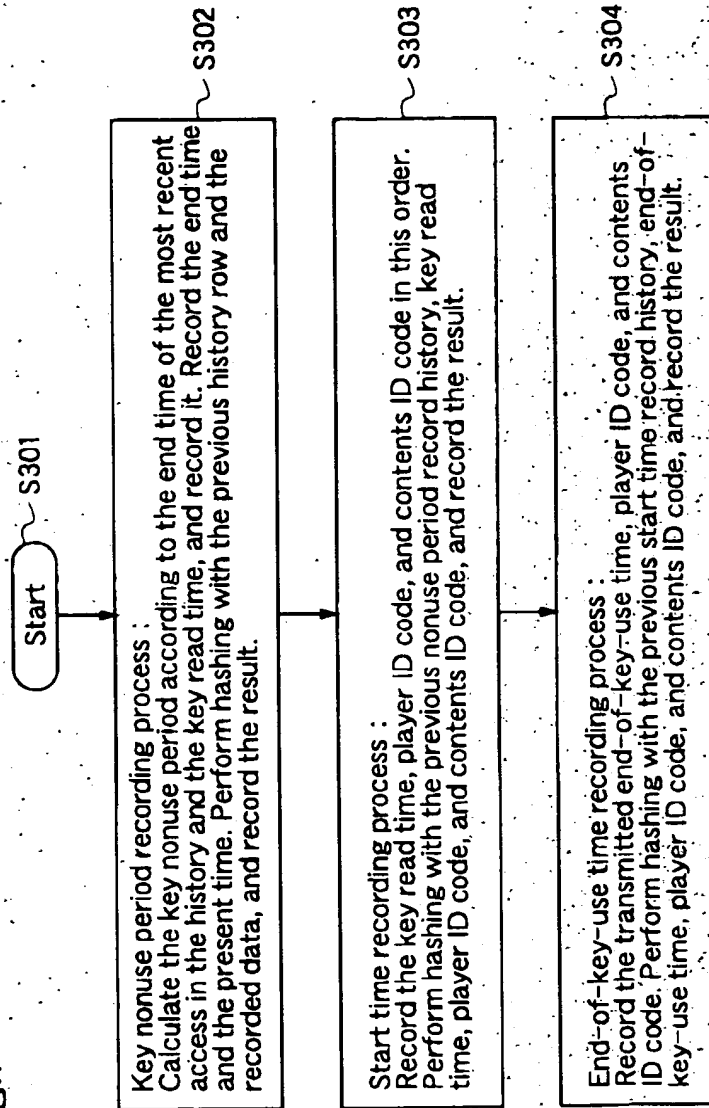 Start
S301
S302
Key nonuse period recording process :
Calculate the key nonuse period according to the end time of the most recent
access in the history and the key read time, and record it. Record the end time
and the present time. Perform hashing with the previous history row and the
recorded data, and record the result.
S303
Start time recording process :
Record the key read time, player ID code, and contents ID code in this order.
Perform hashing with the previous nonuse period record history, key read
time, player ID code, and contents ID code, and record the result.
S304
End-of-key-use time recording process :
Record the transmitted end-of-key-use time, player ID code, and contents
ID code. Perform hashing with the previous start time record history, end-of-
key-use time, player ID code, and contents ID code, and record the result.